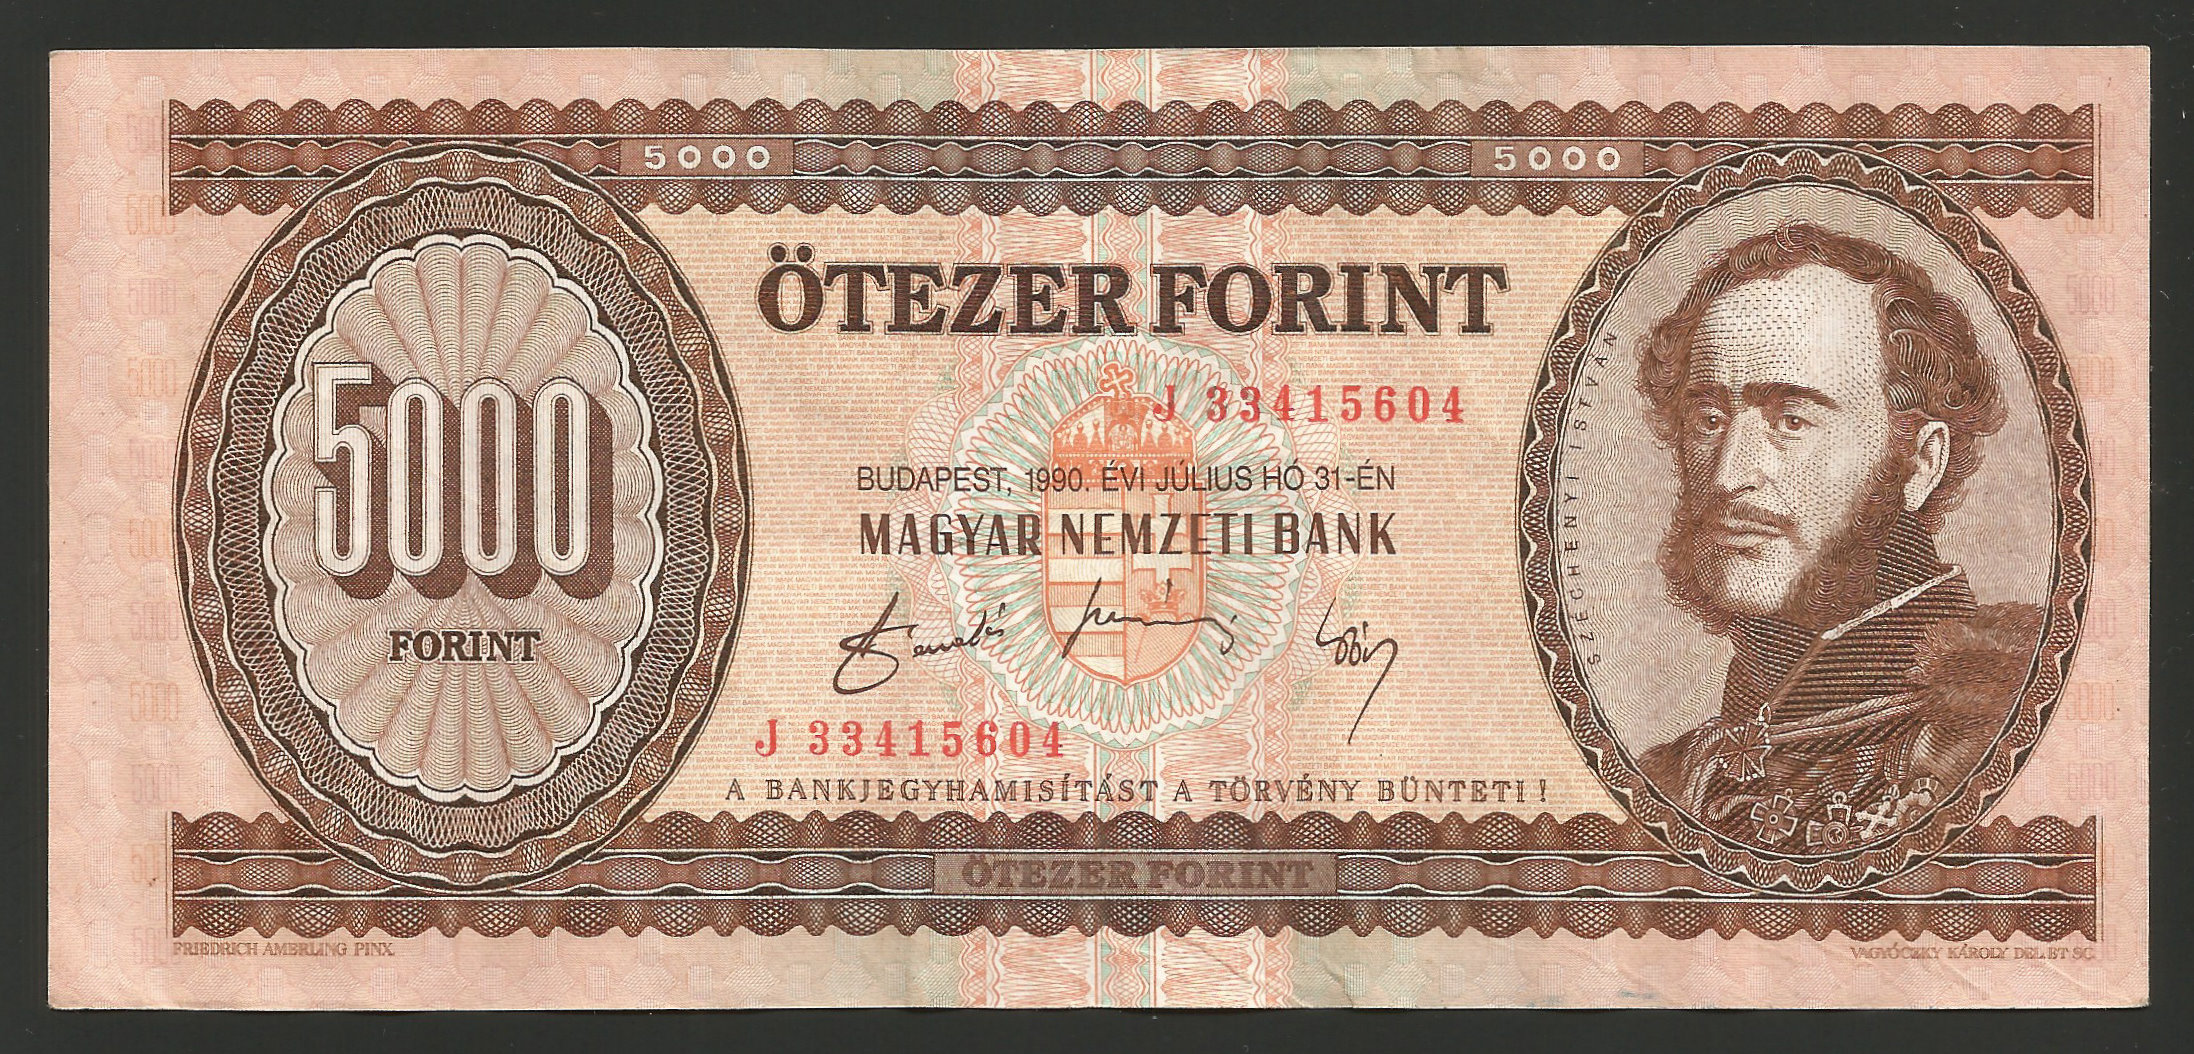 5000 5000
ÖTEZER FORINT
J 33415604
5000
FORINT
BUDAPEST, 1990. ÉVI JÚLIUS HÓ 31-ÉN
MAGYAR NEMZETI BANK
SZÉCHENYI ISTVÁN
J 33415604
A BANKJEGYHAMISÍTÁST A TÖRVÉNY BÜNTETI !
ÖTEZER FORINT
FRIEDRICH AMERLING PINX.
VAGYÓCZKY KÁROLY DEL. ET SC.